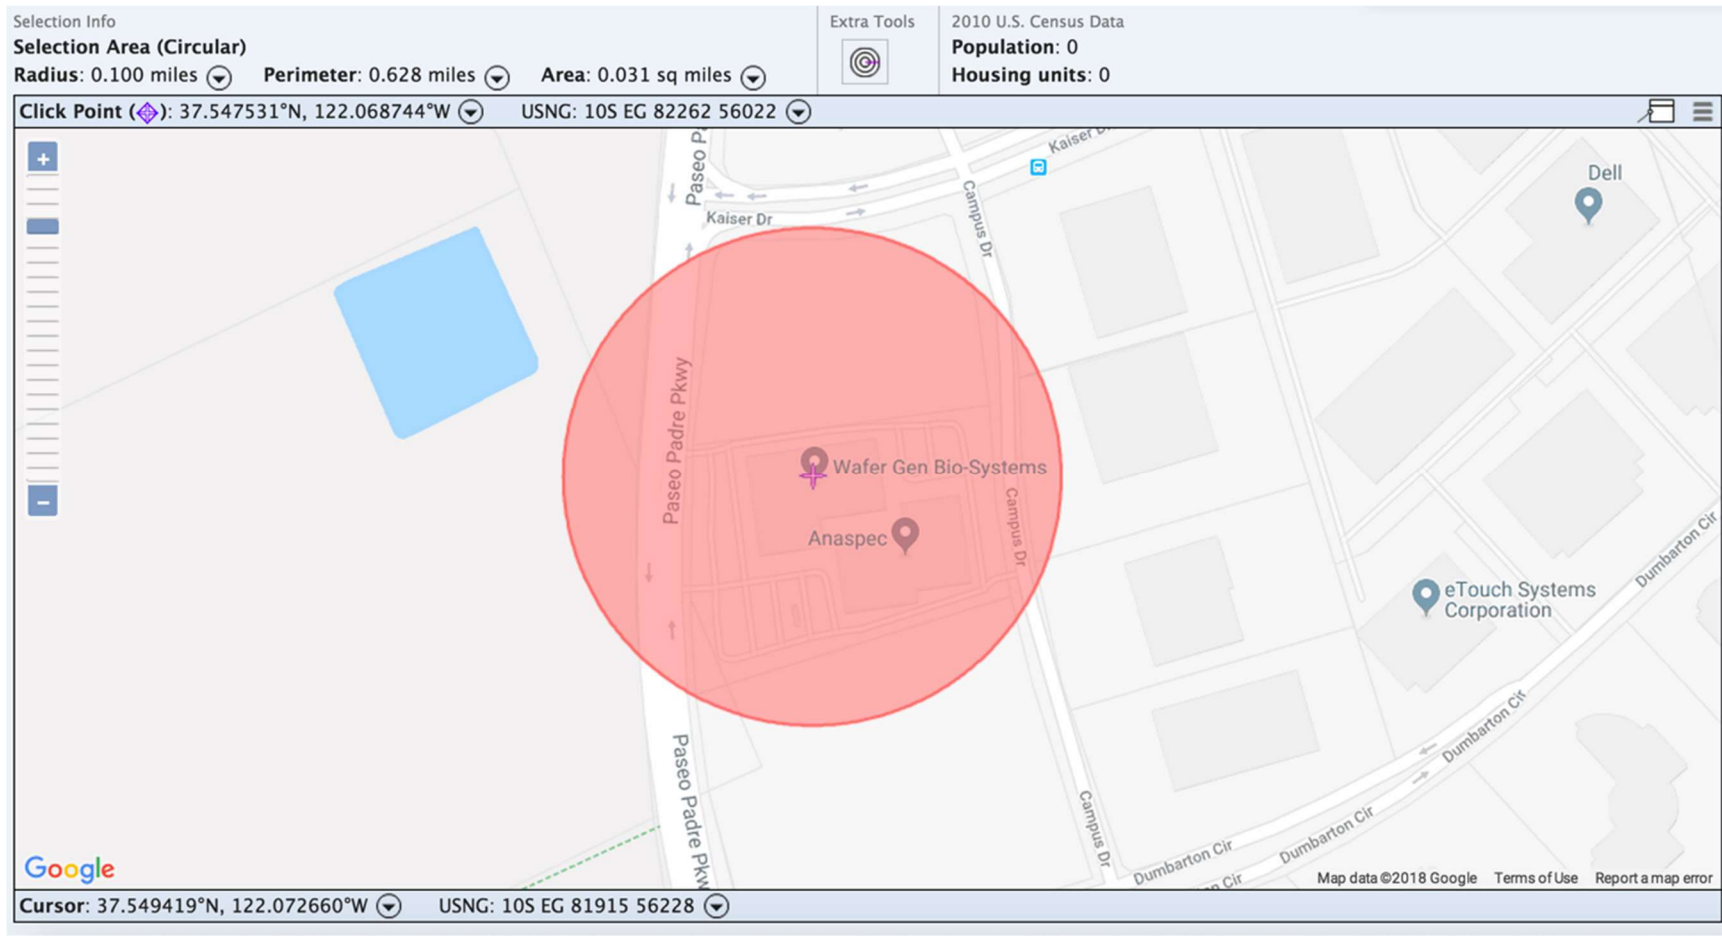 Selection Info
Selection Area (Circular)
Radius: 0.100 miles Perimeter: 0.628 miles Area: 0.031 sq miles
Extra Tools
2010 U.S. Census Data
Population: 0
Housing units: 0
Click Point ( ): 37.547531°N, 122.068744°W USNG: 10S EG 82262 56022
+
Paseo P
Kaiser Dr
Kaiser Dr
Campus Dr
Dell
Paseo Padre Pkwy
Wafer Gen Bio-Systems
Anaspec
Campus Dr
-
eTouch Systems
Corporation
Dumbarton Cir
Dumbarton Cir
Paseo Padre Pkw
Campus Dr
Dumbarton Cir
Dumbarton Cir
on Cir
Google
Map data ©2018 Google Terms of Use Report a map error
Cursor: 37.549419°N, 122.072660°W USNG: 10S EG 81915 56228